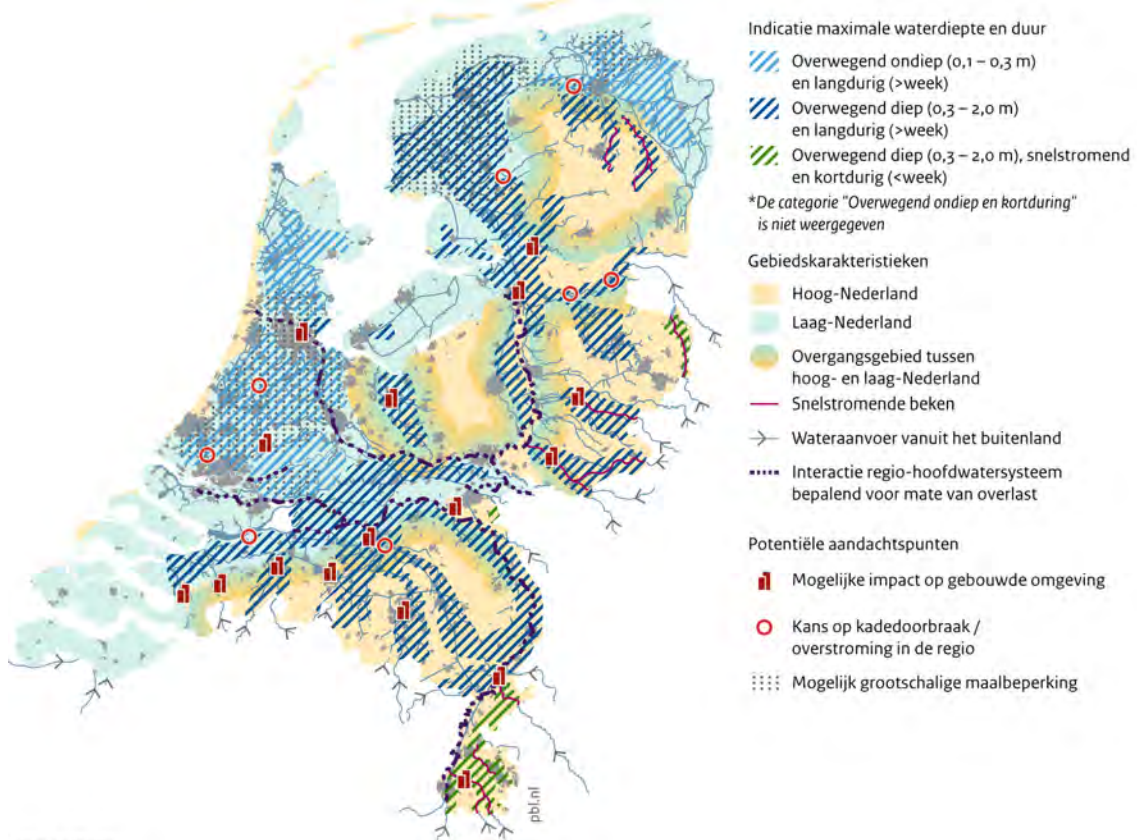 Indicatie maximale waterdiepte en duur
Overwegend ondiep (0,1 – 0,3 m)
en langdurig (>week)
Overwegend diep (0,3 – 2,0 m)
en langdurig (>week)
Overwegend diep (0,3 – 2,0 m), snelstromend
en kortdurig (<week)
*De categorie "Overwegend ondiep en kortduring"
is niet weergegeven
Gebiedskarakteristieken
Hoog-Nederland
Laag-Nederland
Overgangsgebied tussen
hoog- en laag-Nederland
Snelstromende beken
Wateraanvoer vanuit het buitenland
Interactie regio-hoofdwatersysteem
bepalend voor mate van overlast
Potentiële aandachtspunten
Mogelijke impact op gebouwde omgeving
Kans op kadedoorbraak /
overstroming in de regio
Mogelijk grootschalige maalbeperking
pbl.nl